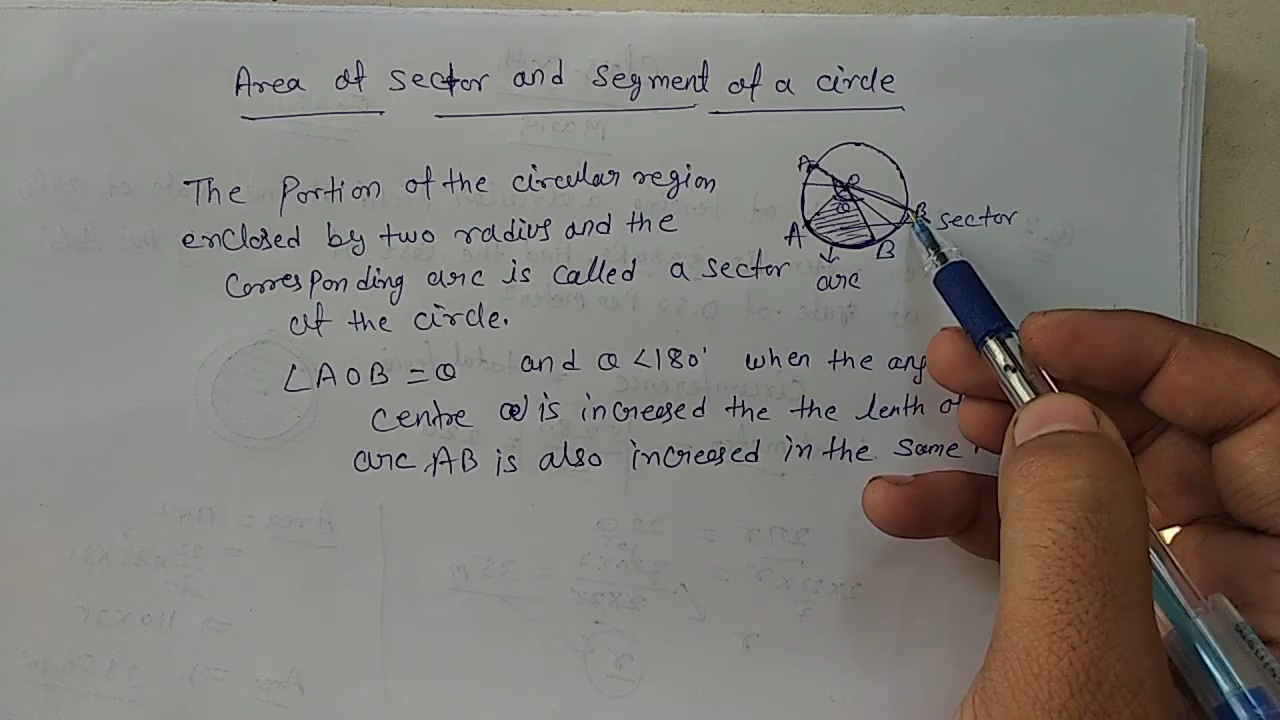 Area of sector and segment of a circle
The Portion of the circular region
enclosed by two radius and the
Corresponding arc is called a sector
of the circle.
A
O
θ
A
B
B sector
arc
∠AOB = θ and θ <180° when the ang
Centre is increased the the lenth of
arc AB is also increased in the same